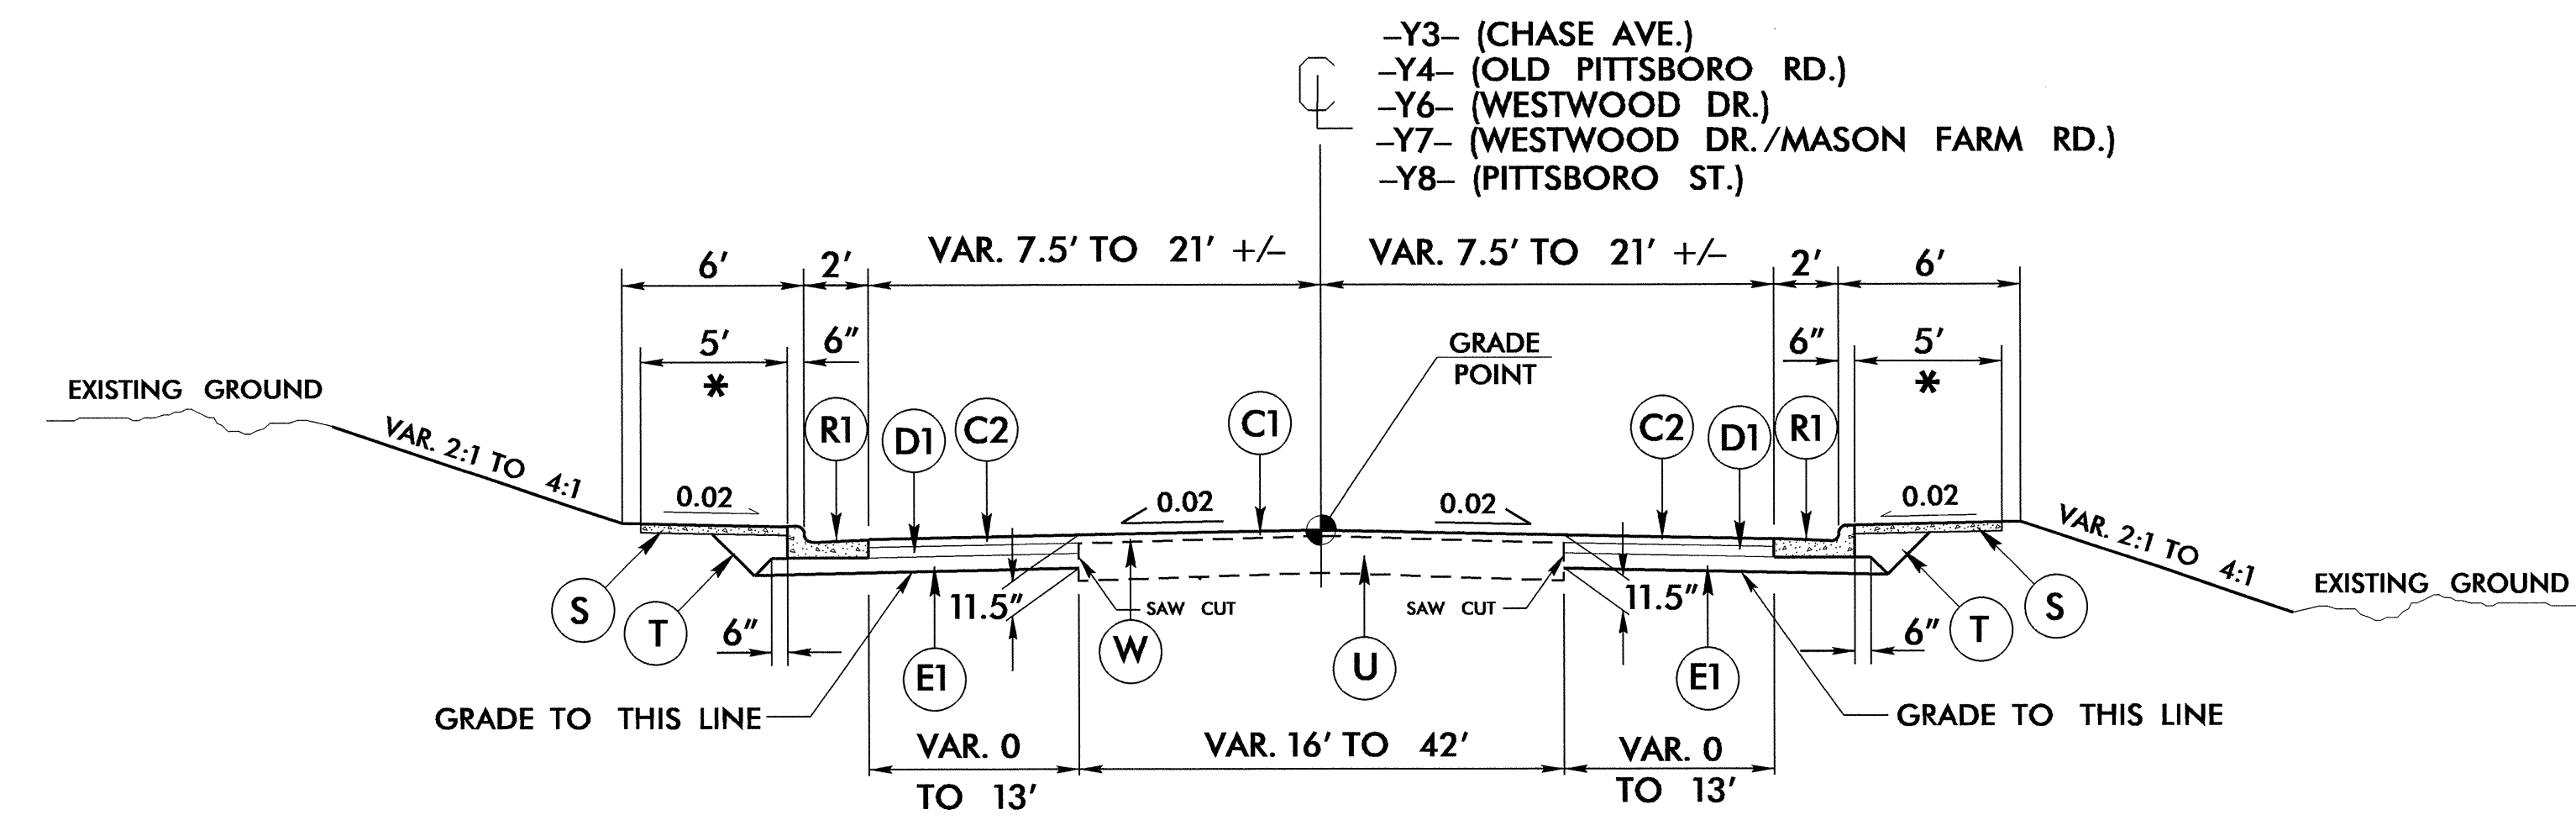 –Y3– (CHASE AVE.)
–Y4– (OLD PITTSBORO RD.)
–Y6– (WESTWOOD DR.)
–Y7– (WESTWOOD DR./MASON FARM RD.)
–Y8– (PITTSBORO ST.)
CL
6' 2' VAR. 7.5' TO 21' +/– VAR. 7.5' TO 21' +/– 2' 6'
5' 6" 6" 5'
* *
GRADE
POINT
EXISTING GROUND
VAR. 2:1 TO 4:1
R1 D1 C2 C1 C2 D1 R1
0.02 0.02 0.02 0.02
VAR. 2:1 TO 4:1
EXISTING GROUND
S T 6" E1 11.5" SAW CUT W U SAW CUT 11.5" E1 6" T S
GRADE TO THIS LINE GRADE TO THIS LINE
VAR. 0 VAR. 16' TO 42' VAR. 0
TO 13' TO 13'